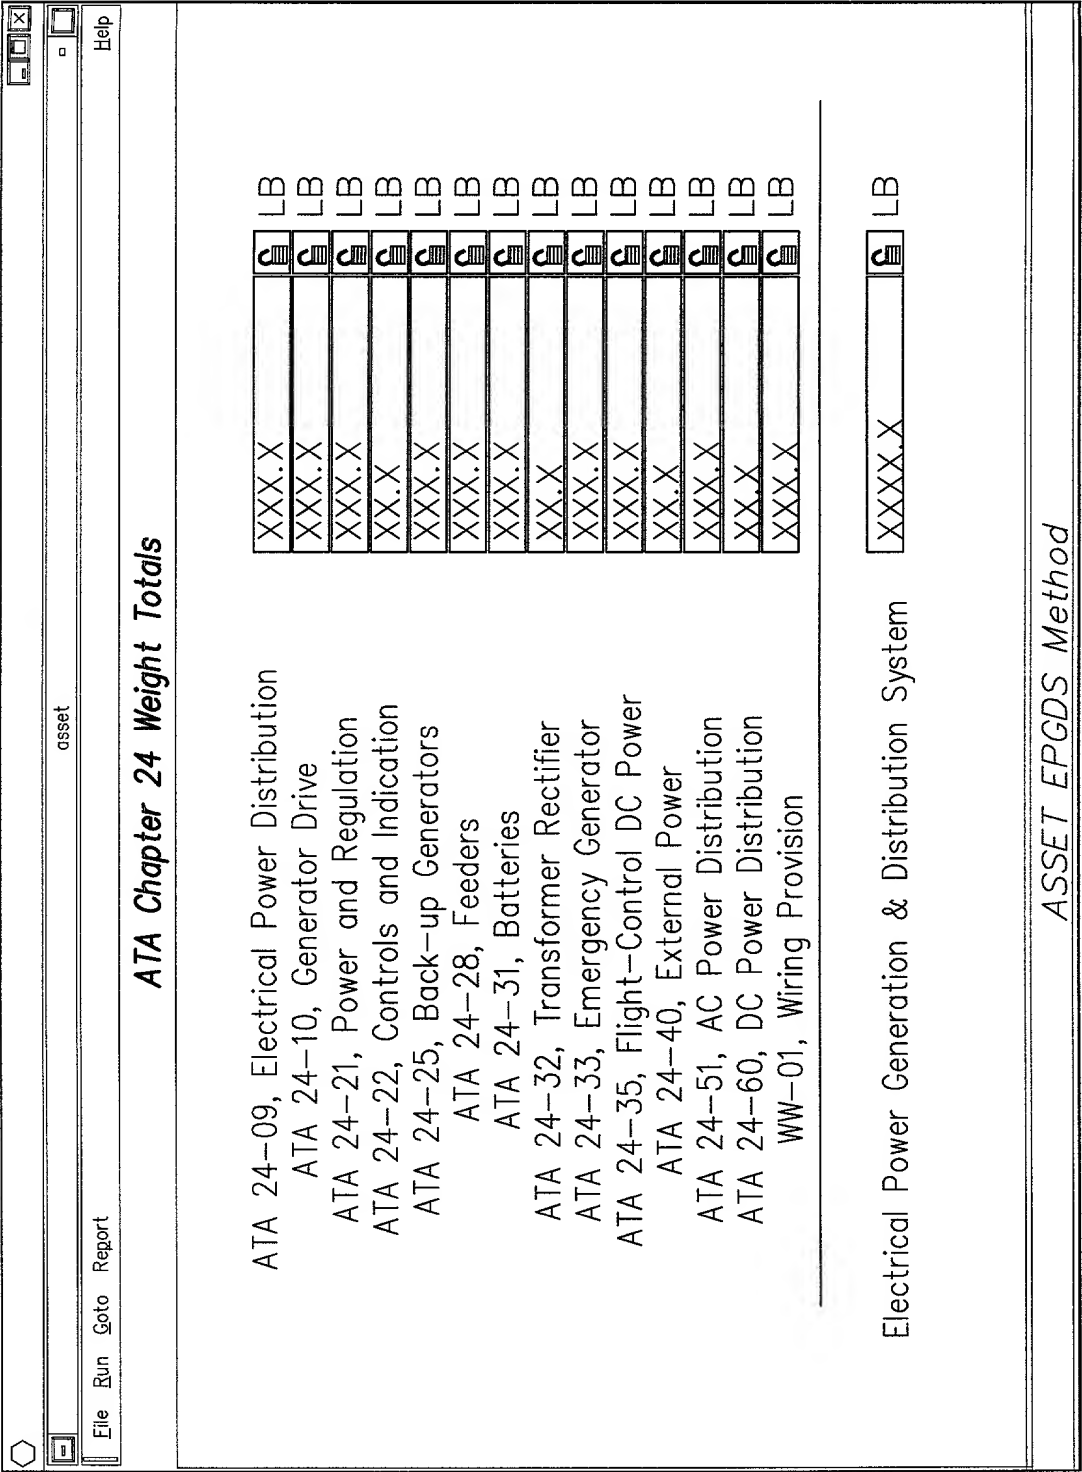 asset
File Run Goto Report Help
ATA Chapter 24 Weight Totals
ATA 24-09, Electrical Power Distribution XXX.X LB
ATA 24-10, Generator Drive XXX.X LB
ATA 24-21, Power and Regulation XXX.X LB
ATA 24-22, Controls and Indication XX.X LB
ATA 24-25, Back-up Generators XXX.X LB
ATA 24-28, Feeders XXX.X LB
ATA 24-31, Batteries XXX.X LB
ATA 24-32, Transformer Rectifier XX.X LB
ATA 24-33, Emergency Generator XXX.X LB
ATA 24-35, Flight-Control DC Power XXX.X LB
ATA 24-40, External Power XX.X LB
ATA 24-51, AC Power Distribution XXX.X LB
ATA 24-60, DC Power Distribution XX.X LB
WW-01, Wiring Provision XXX.X LB
Electrical Power Generation & Distribution System XXXX.X LB
ASSET EPGDS Method